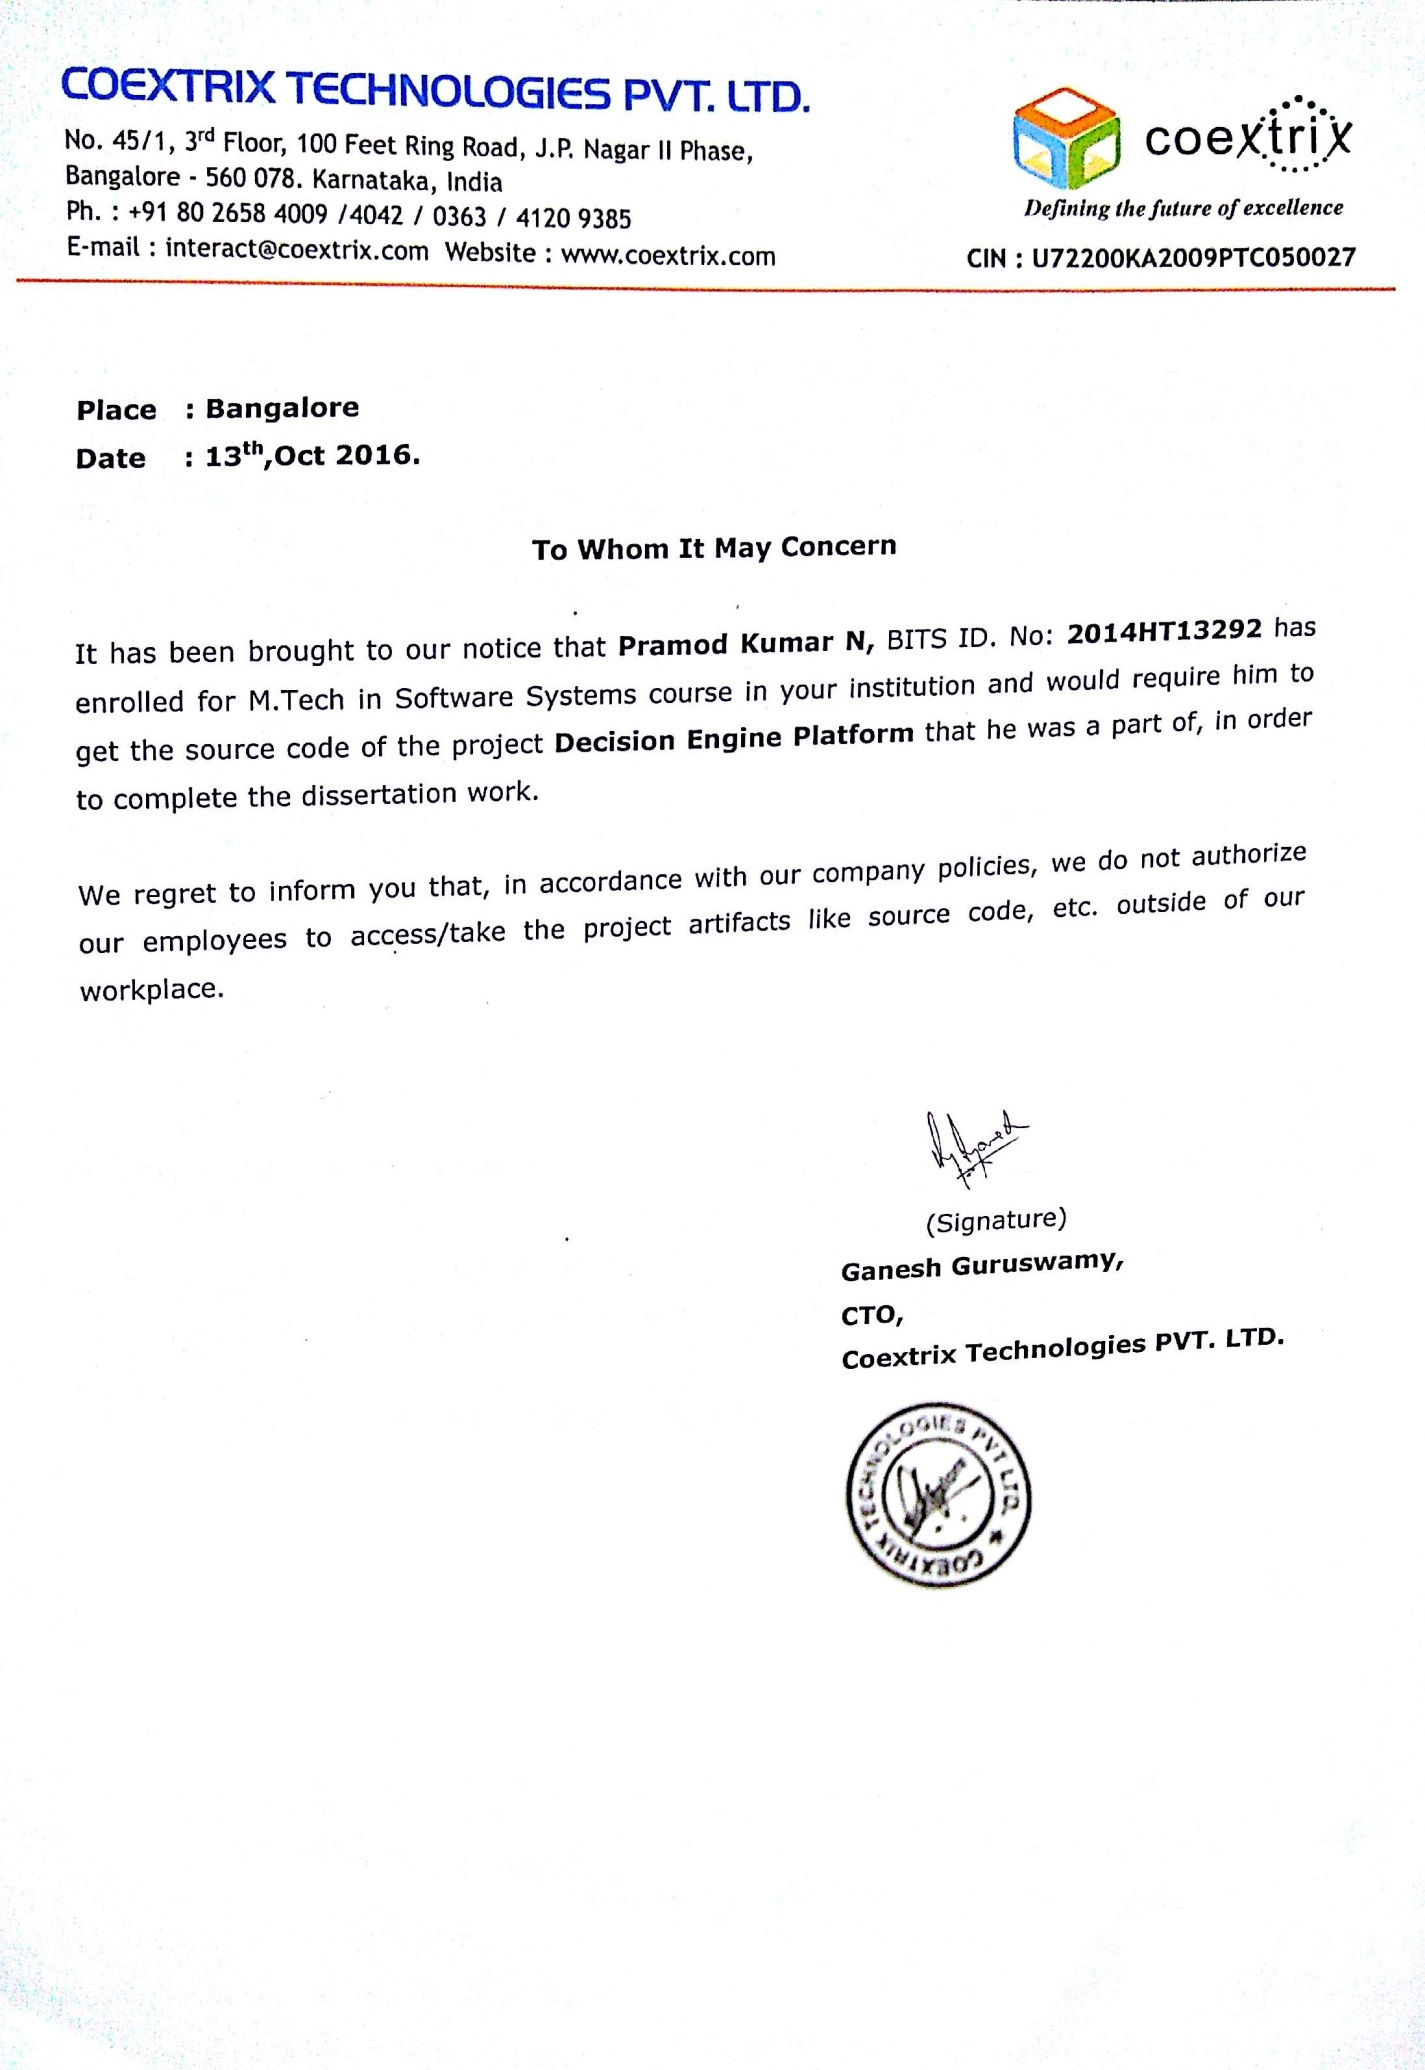 COEXTRIX TECHNOLOGIES PVT. LTD.
No. 45/1, 3rd Floor, 100 Feet Ring Road, J.P. Nagar II Phase,
Bangalore - 560 078. Karnataka, India
Ph. : +91 80 2658 4009 /4042 / 0363 / 4120 9385
E-mail : interact@coextrix.com Website : www.coextrix.com
coextrix
Defining the future of excellence
CIN : U72200KA2009PTC050027
Place : Bangalore
Date : 13th,Oct 2016.
To Whom It May Concern
It has been brought to our notice that Pramod Kumar N, BITS ID. No: 2014HT13292 has
enrolled for M.Tech in Software Systems course in your institution and would require him to
get the source code of the project Decision Engine Platform that he was a part of, in order
to complete the dissertation work.
We regret to inform you that, in accordance with our company policies, we do not authorize
our employees to access/take the project artifacts like source code, etc. outside of our
workplace.
(Signature)
Ganesh Guruswamy,
CTO,
Coextrix Technologies PVT. LTD.
COEXTRIX TECHNOLOGIES PVT LTD. ★